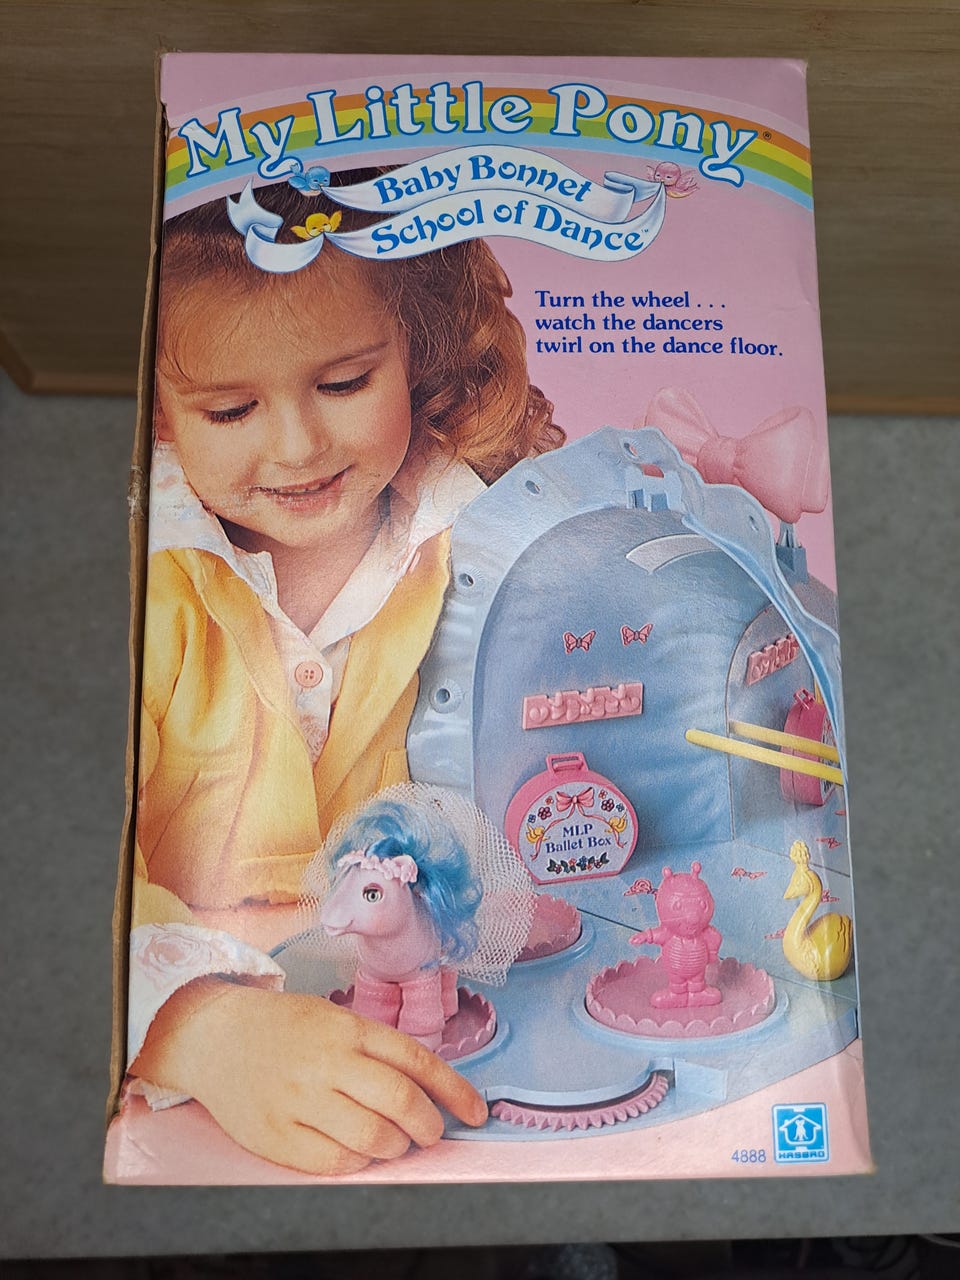 My Little Pony®
Baby Bonnet
School of Dance™
Turn the wheel . . .
watch the dancers
twirl on the dance floor.
MLP
Ballet Box
4888
HASBRO